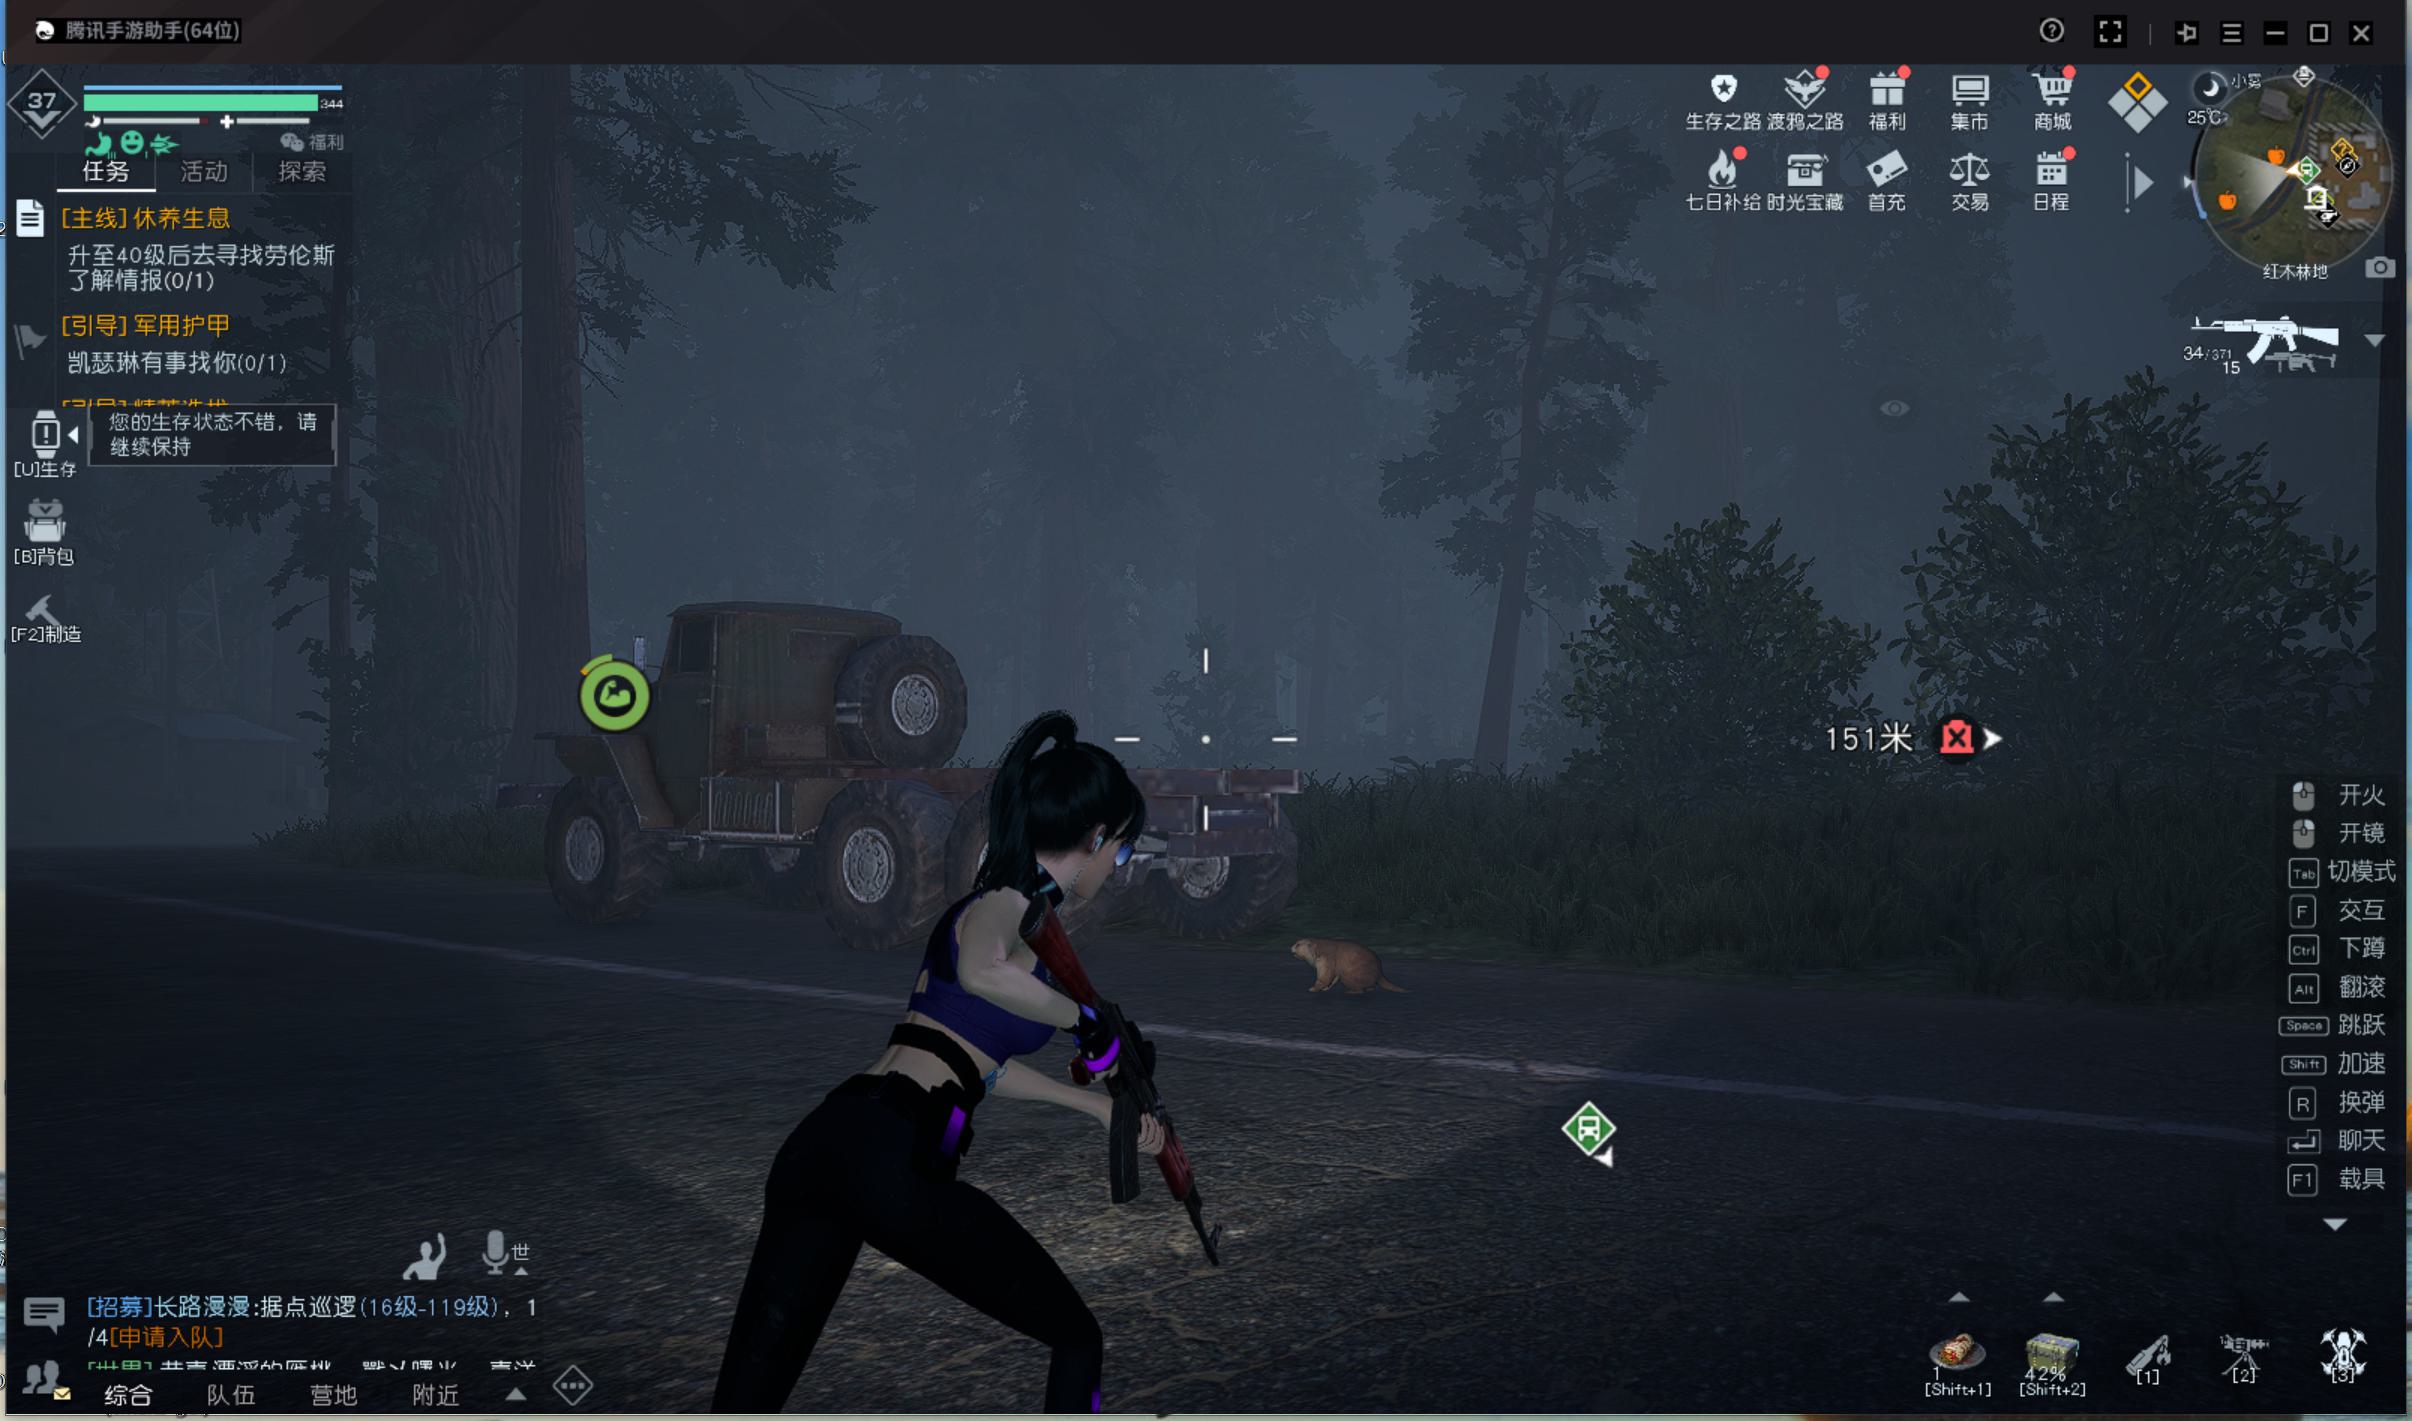 腾讯手游助手(64位)
37
344
福利
任务
活动
探索
[主线] 休养生息
升至40级后去寻找劳伦斯
了解情报(0/1)
[引导] 军用护甲
凯瑟琳有事找你(0/1)
您的生存状态不错，请
继续保持
[U]生存
[B]背包
[F2]制造
生存之路
渡鸦之路
福利
集市
商城
七日补给
时光宝藏
首充
交易
日程
小雾
25℃
红木林地
34/371
15
151米
开火
开镜
Tab 切模式
F 交互
Ctrl 下蹲
Alt 翻滚
Space 跳跃
Shift 加速
R 换弹
聊天
F1 载具
世
[招募]长路漫漫:据点巡逻(16级-119级)，1
/4[申请入队]
综合
队伍
营地
附近
1
[Shift+1]
42%
[Shift+2]
[1]
[2]
[3]